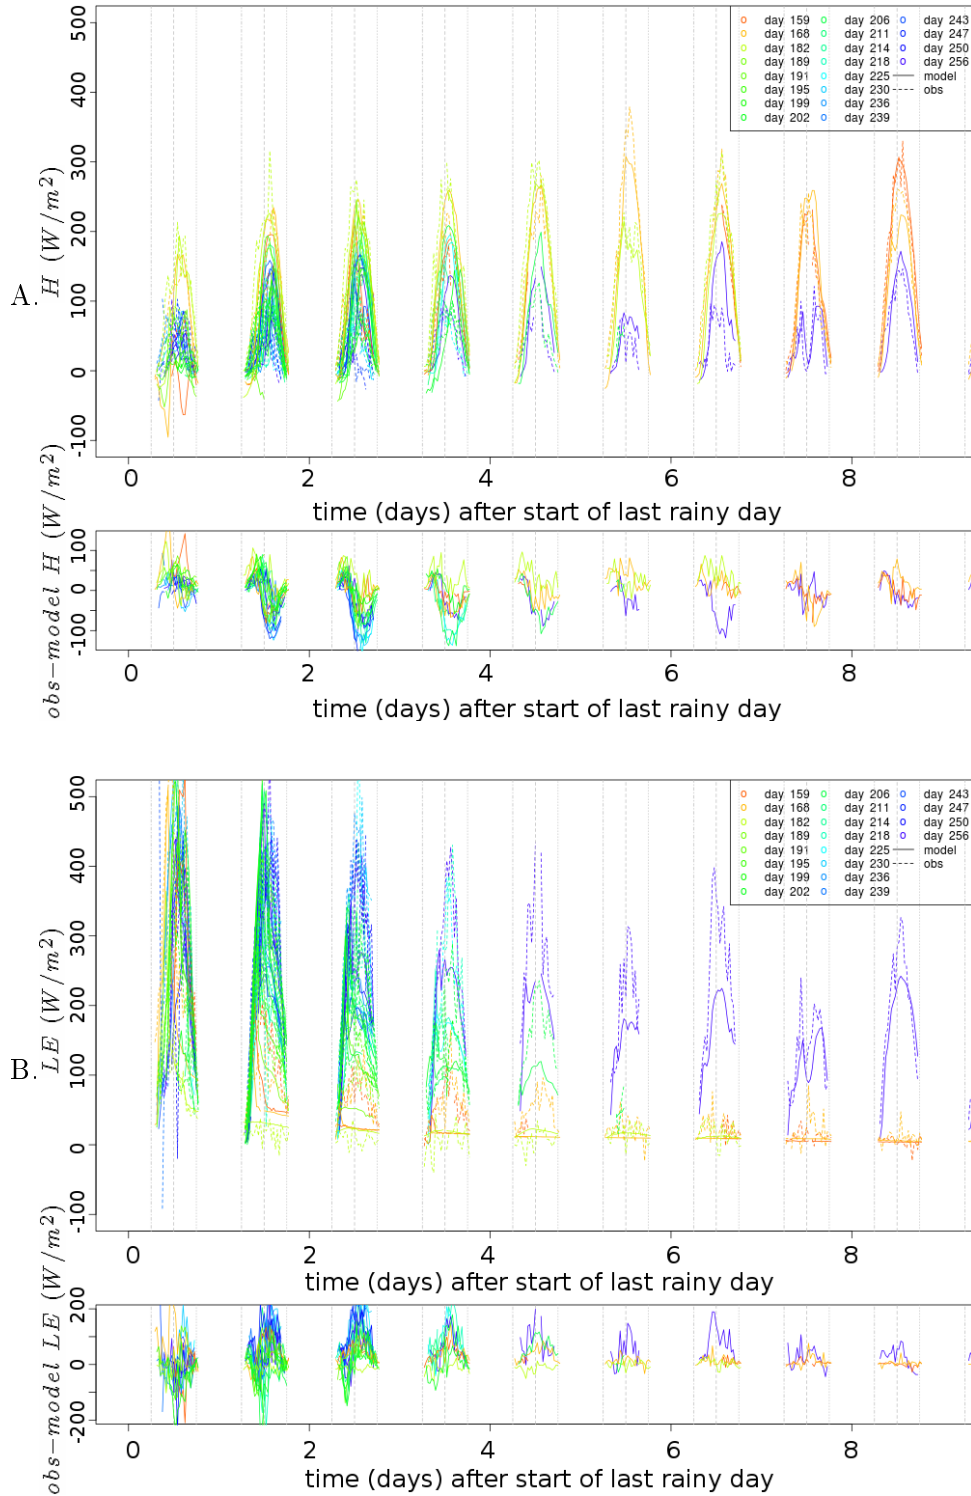 A.
H (W/m²)
500
400
300
200
100
0
-100
day 159 day 206 day 243
day 168 day 211 day 247
day 182 day 214 day 250
day 189 day 218 day 256
day 191 day 225 model
day 195 day 230 obs
day 199 day 236
day 202 day 239
0 2 4 6 8
time (days) after start of last rainy day
obs−model H (W/m²)
100
0
-100
0 2 4 6 8
time (days) after start of last rainy day
B.
LE (W/m²)
500
400
300
200
100
0
-100
day 159 day 206 day 243
day 168 day 211 day 247
day 182 day 214 day 250
day 189 day 218 day 256
day 191 day 225 model
day 195 day 230 obs
day 199 day 236
day 202 day 239
0 2 4 6 8
time (days) after start of last rainy day
obs−model LE (W/m²)
200
0
-200
0 2 4 6 8
time (days) after start of last rainy day